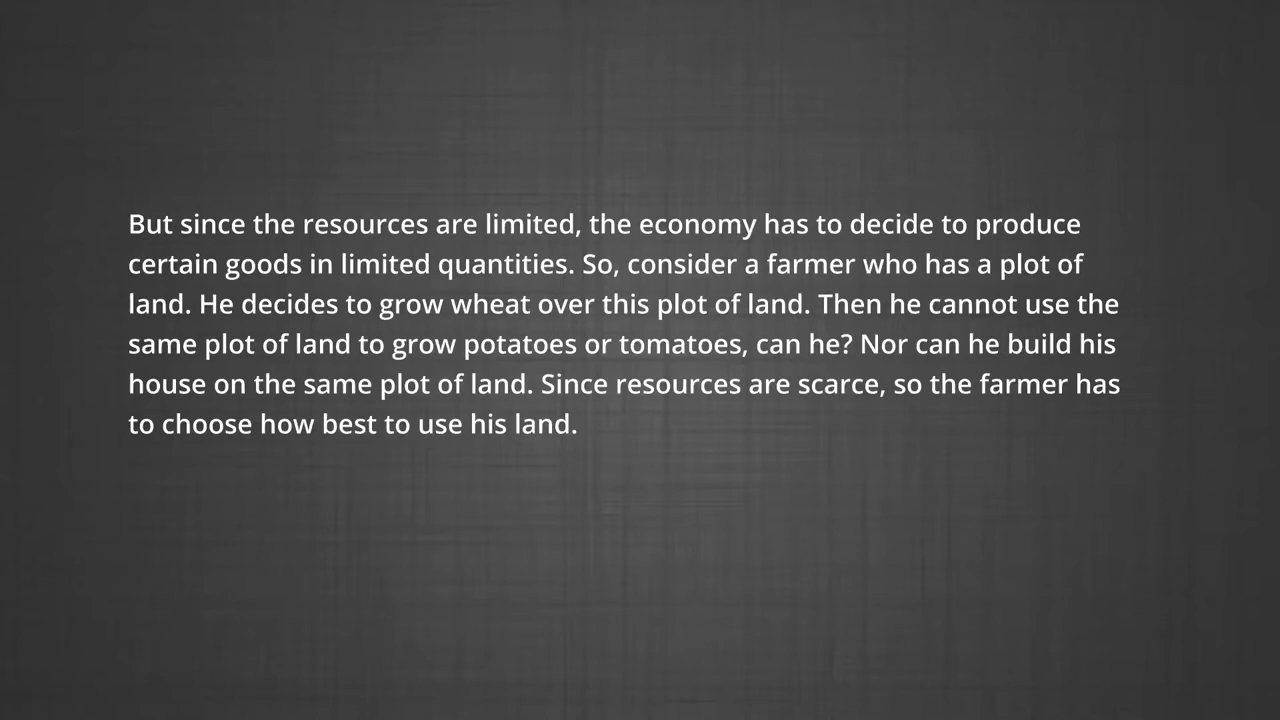 But since the resources are limited, the economy has to decide to produce
certain goods in limited quantities. So, consider a farmer who has a plot of
land. He decides to grow wheat over this plot of land. Then he cannot use the
same plot of land to grow potatoes or tomatoes, can he? Nor can he build his
house on the same plot of land. Since resources are scarce, so the farmer has
to choose how best to use his land.